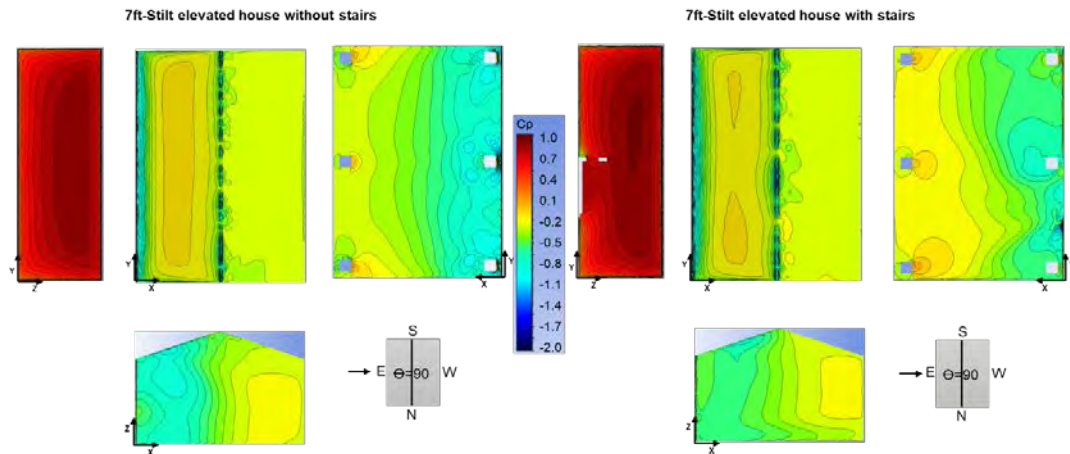 7ft-Stilt elevated house without stairs
7ft-Stilt elevated house with stairs
Cp
1.0
0.7
0.4
0.1
-0.2
-0.5
-0.8
-1.1
-1.4
-1.7
-2.0
Y
Z
Y
X
Y
X
Y
Z
Y
X
Y
X
Z
X
S
E Θ=90 W
N
Z
X
S
E Θ=90 W
N